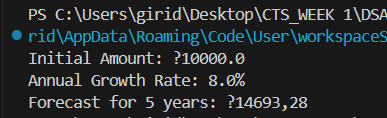 PS C:\Users\girid\Desktop\CTS_WEEK 1\DSA
rid\AppData\Roaming\Code\User\workspaceS
Initial Amount: ?10000.0
Annual Growth Rate: 8.0%
Forecast for 5 years: ?14693,28